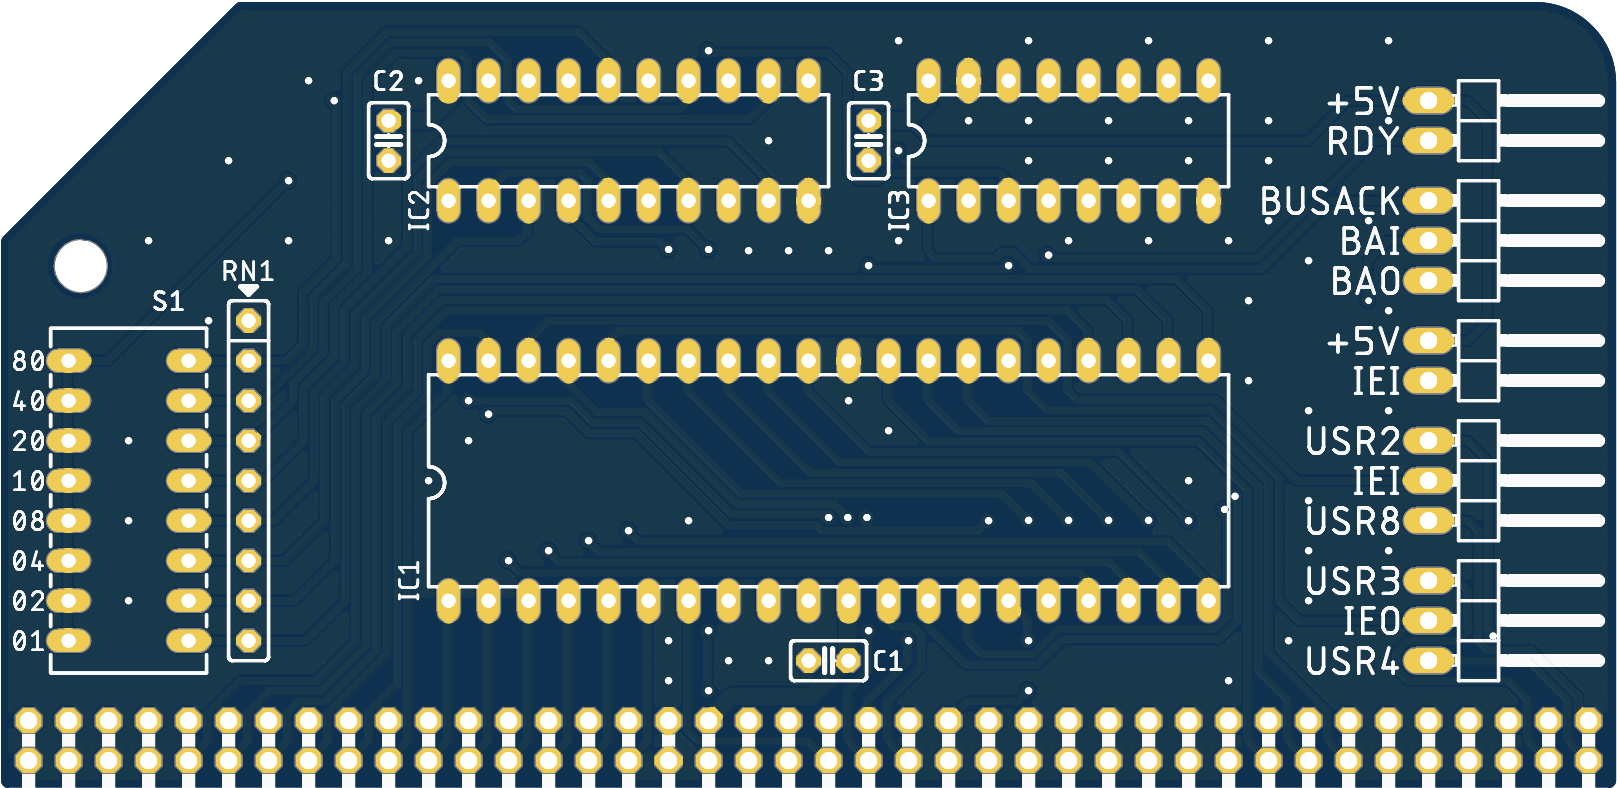 C2
C3
+5V
RDY
BUSACK
BAI
BAO
IC2
IC3
RN1
S1
80
40
20
10
08
04
02
01
+5V
IEI
USR2
IEI
USR8
IC1
USR3
IEO
USR4
C1